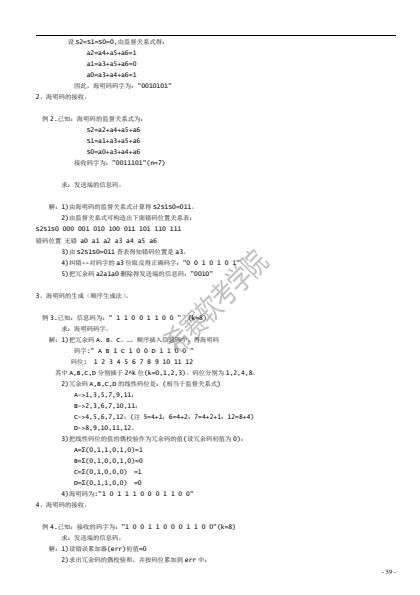 设 S2=S1=S0=0,由监督关系式得:
a2=a4+a5+a6=1
a1=a3+a5+a6=0
a0=a3+a4+a6=1
因此,海明码码字为:"0010101"
2、海明码的接收。
例 2.已知:海明码的监督关系式为:
S2=a2+a4+a5+a6
S1=a1+a3+a5+a6
S0=a0+a3+a4+a6
接收码字为:"0011101"(n=7)
求:发送端的信息码。
解:1)由海明码的监督关系式计算得 S2S1S0=011。
2)由监督关系式可构造出下面错码位置关系表:
S2S1S0 000 001 010 100 011 101 110 111
错码位置 无错 a0 a1 a2 a3 a4 a5 a6
3)由 S2S1S0=011 查表得知错码位置是 a3。
4)纠错--对码字的 a3 位取反得正确码字:"0 0 1 0 1 0 1"
5)把冗余码 a2a1a0 删除得发送端的信息码:"0010"
3、海明码的生成(顺序生成法)。
例 3.已知:信息码为:" 1 1 0 0 1 1 0 0 " (k=8)
求:海明码码字。
解:1)把冗余码 A、B、C、…,顺序插入信息码中,得海明码
码字:" A B 1 C 1 0 0 D 1 1 0 0 "
码位: 1 2 3 4 5 6 7 8 9 10 11 12
其中 A,B,C,D 分别插于 2^k 位(k=0,1,2,3)。码位分别为 1,2,4,8。
2)冗余码 A,B,C,D 的线性码位是:(相当于监督关系式)
A->1,3,5,7,9,11;
B->2,3,6,7,10,11;
C->4,5,6,7,12;(注 5=4+1;6=4+2;7=4+2+1;12=8+4)
D->8,9,10,11,12。
3)把线性码位的值的偶校验作为冗余码的值(设冗余码初值为 0):
A=Σ(0,1,1,0,1,0)=1
B=Σ(0,1,0,0,1,0)=0
C=Σ(0,1,0,0,0) =1
D=Σ(0,1,1,0,0) =0
4)海明码为:"1 0 1 1 1 0 0 0 1 1 0 0"
4、海明码的接收。
例 4.已知:接收的码字为:"1 0 0 1 1 0 0 0 1 1 0 0"(k=8)
求:发送端的信息码。
解:1)设错误累加器(err)初值=0
2)求出冗余码的偶校验和,并按码位累加到 err 中:
希赛软考学院
- 59 -